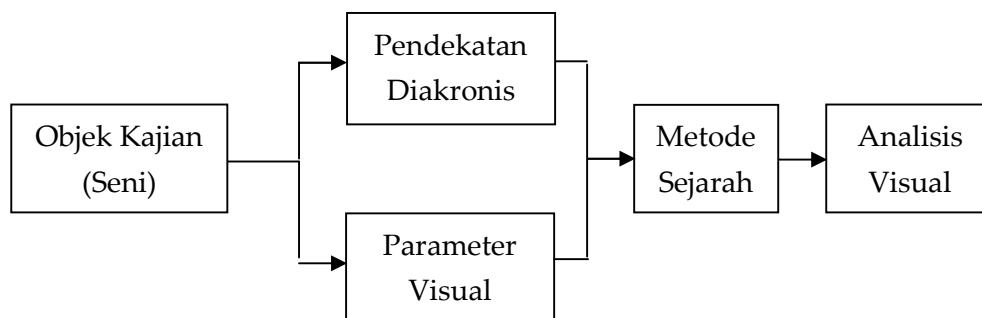 Objek Kajian
(Seni)
Pendekatan
Diakronis
Parameter
Visual
Metode
Sejarah
Analisis
Visual